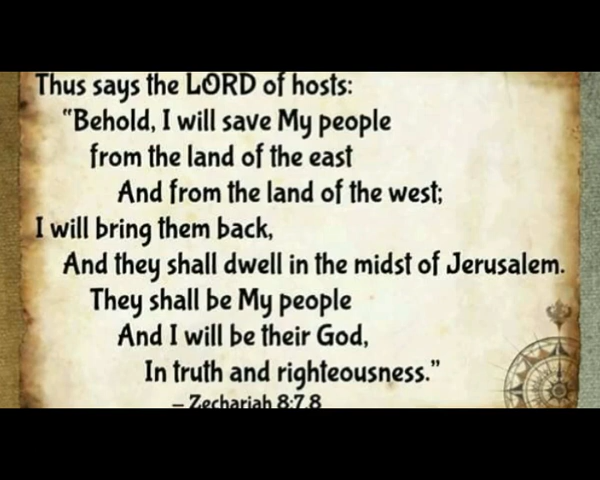 Thus says the LORD of hosts:
"Behold, I will save My people
from the land of the east
And from the land of the west;
I will bring them back,
And they shall dwell in the midst of Jerusalem.
They shall be My people
And I will be their God,
In truth and righteousness."
– Zechariah 8:7,8